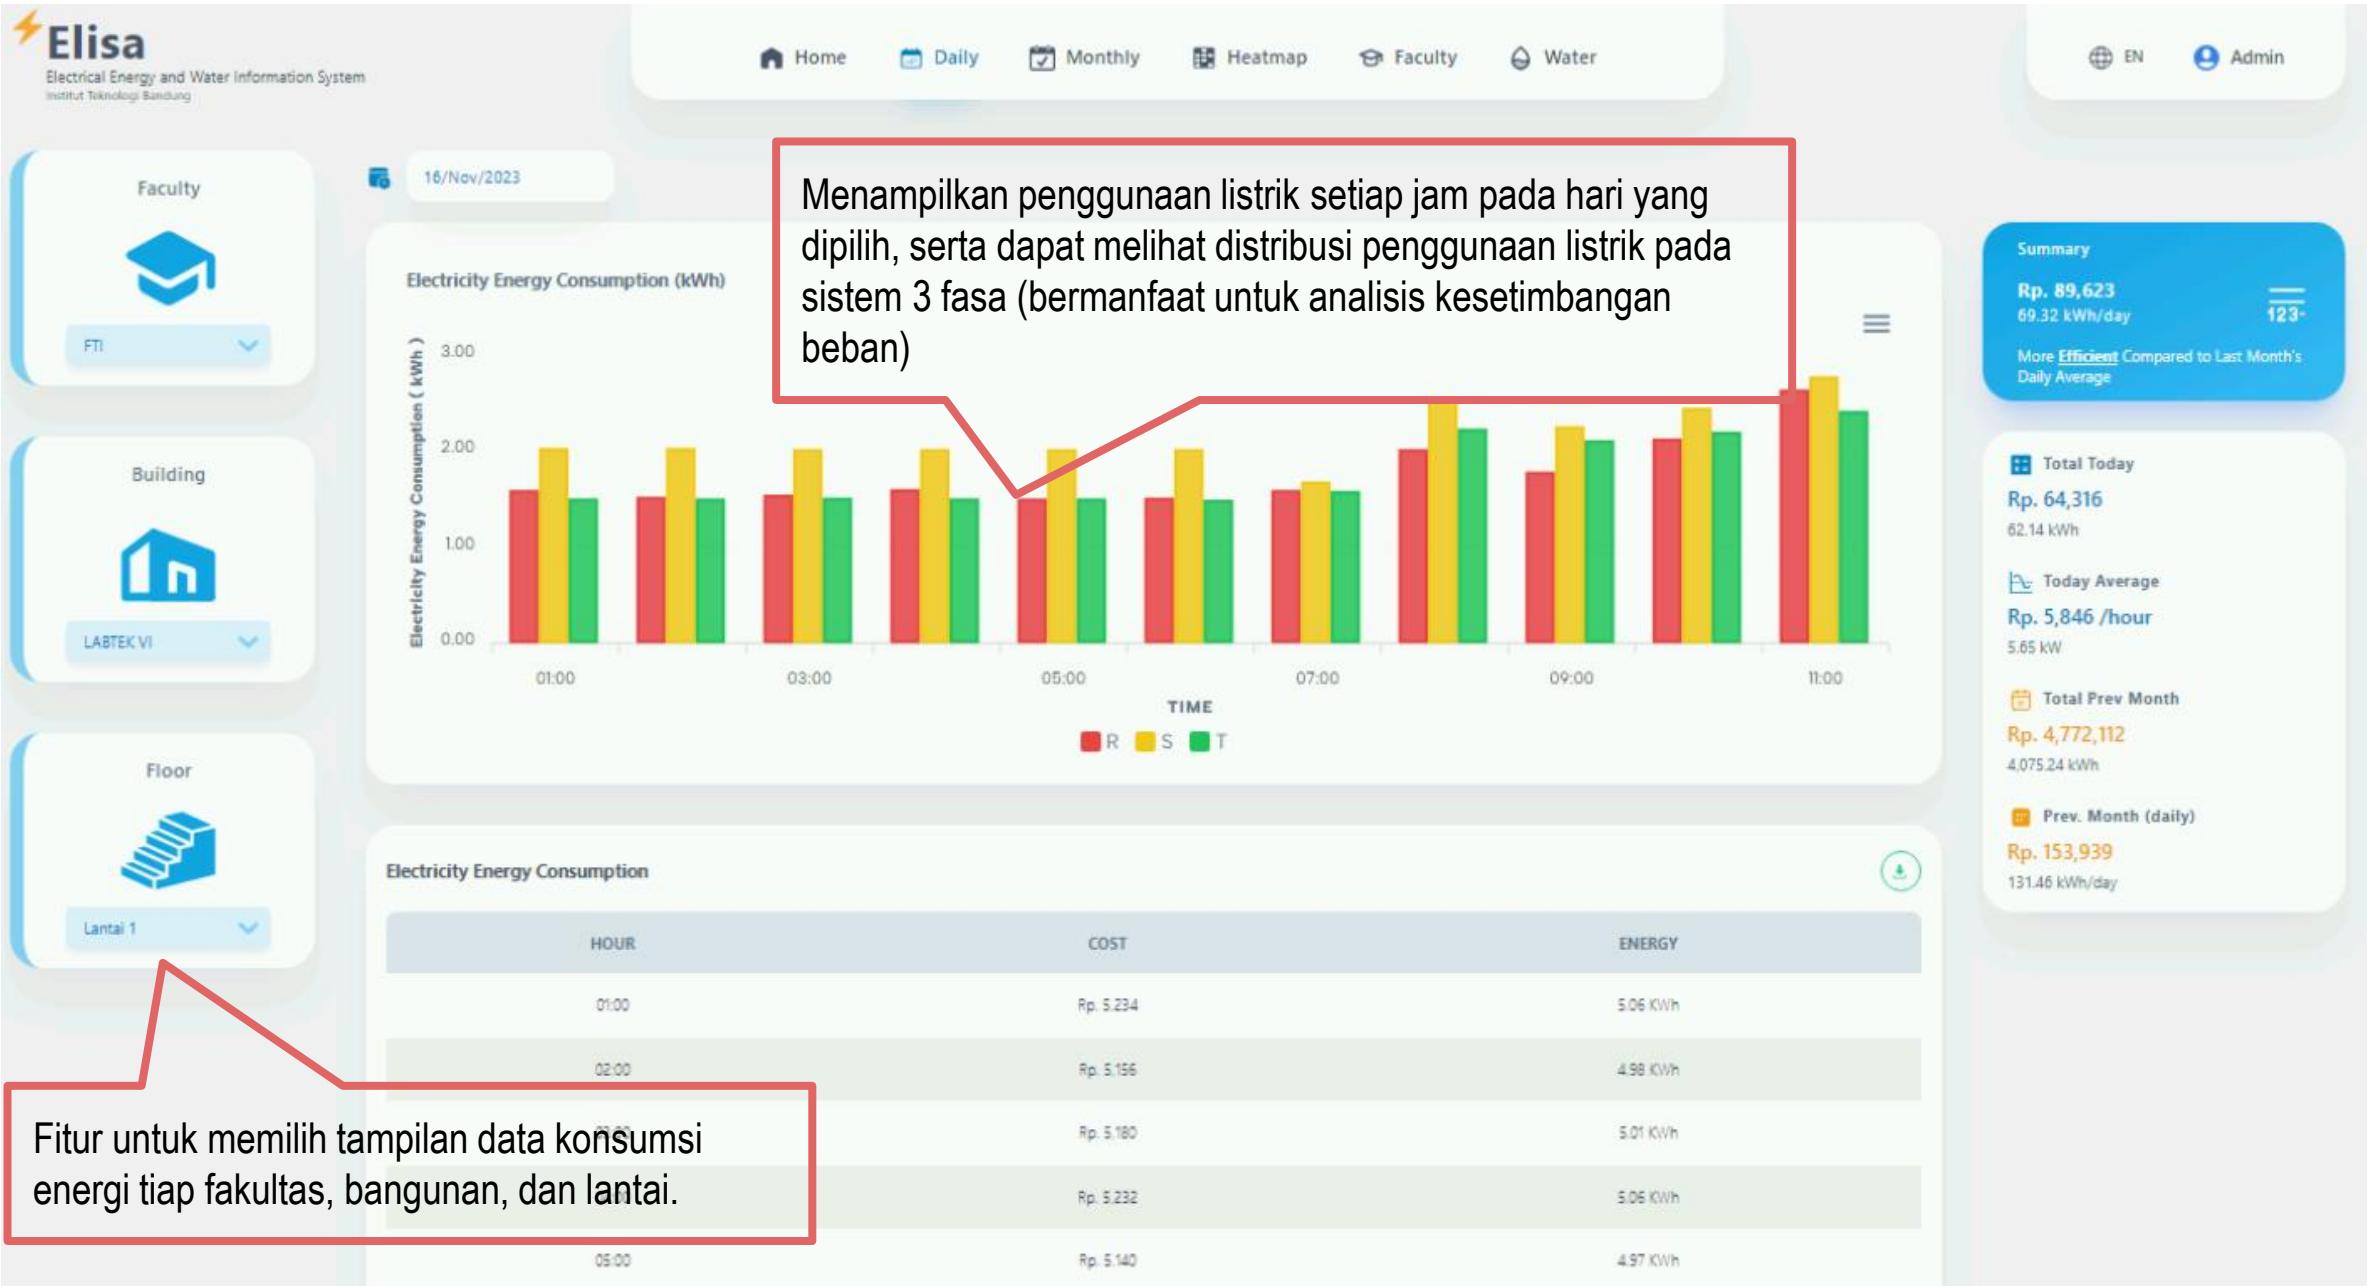 Elisa
Electrical Energy and Water Information System
Institut Teknologi Bandung
Home
Daily
Monthly
Heatmap
Faculty
Water
EN
Admin
Faculty
FTI
Building
LABTEK VI
Floor
Lantai 1
16/Nov/2023
Menampilkan penggunaan listrik setiap jam pada hari yang
dipilih, serta dapat melihat distribusi penggunaan listrik pada
sistem 3 fasa (bermanfaat untuk analisis kesetimbangan
beban)
Electricity Energy Consumption (kWh)
Electricity Energy Consumption ( kWh )
3.00
2.00
1.00
0.00
01:00
03:00
05:00
07:00
09:00
11:00
TIME
R S T
Summary
Rp. 89,623
69.32 kWh/day
123-
More Efficient Compared to Last Month's
Daily Average
Total Today
Rp. 64,316
62.14 kWh
Today Average
Rp. 5,846 /hour
5.65 kW
Total Prev Month
Rp. 4,772,112
4,075.24 kWh
Prev. Month (daily)
Rp. 153,939
131.46 kWh/day
Electricity Energy Consumption
HOUR COST ENERGY
01:00 Rp. 5.234 5.06 KWh
02:00 Rp. 5.156 4.98 KWh
Rp. 5.180 5.01 KWh
Rp. 5.232 5.06 KWh
05:00 Rp. 5.140 4.97 KWh
Fitur untuk memilih tampilan data konsumsi
energi tiap fakultas, bangunan, dan lantai.